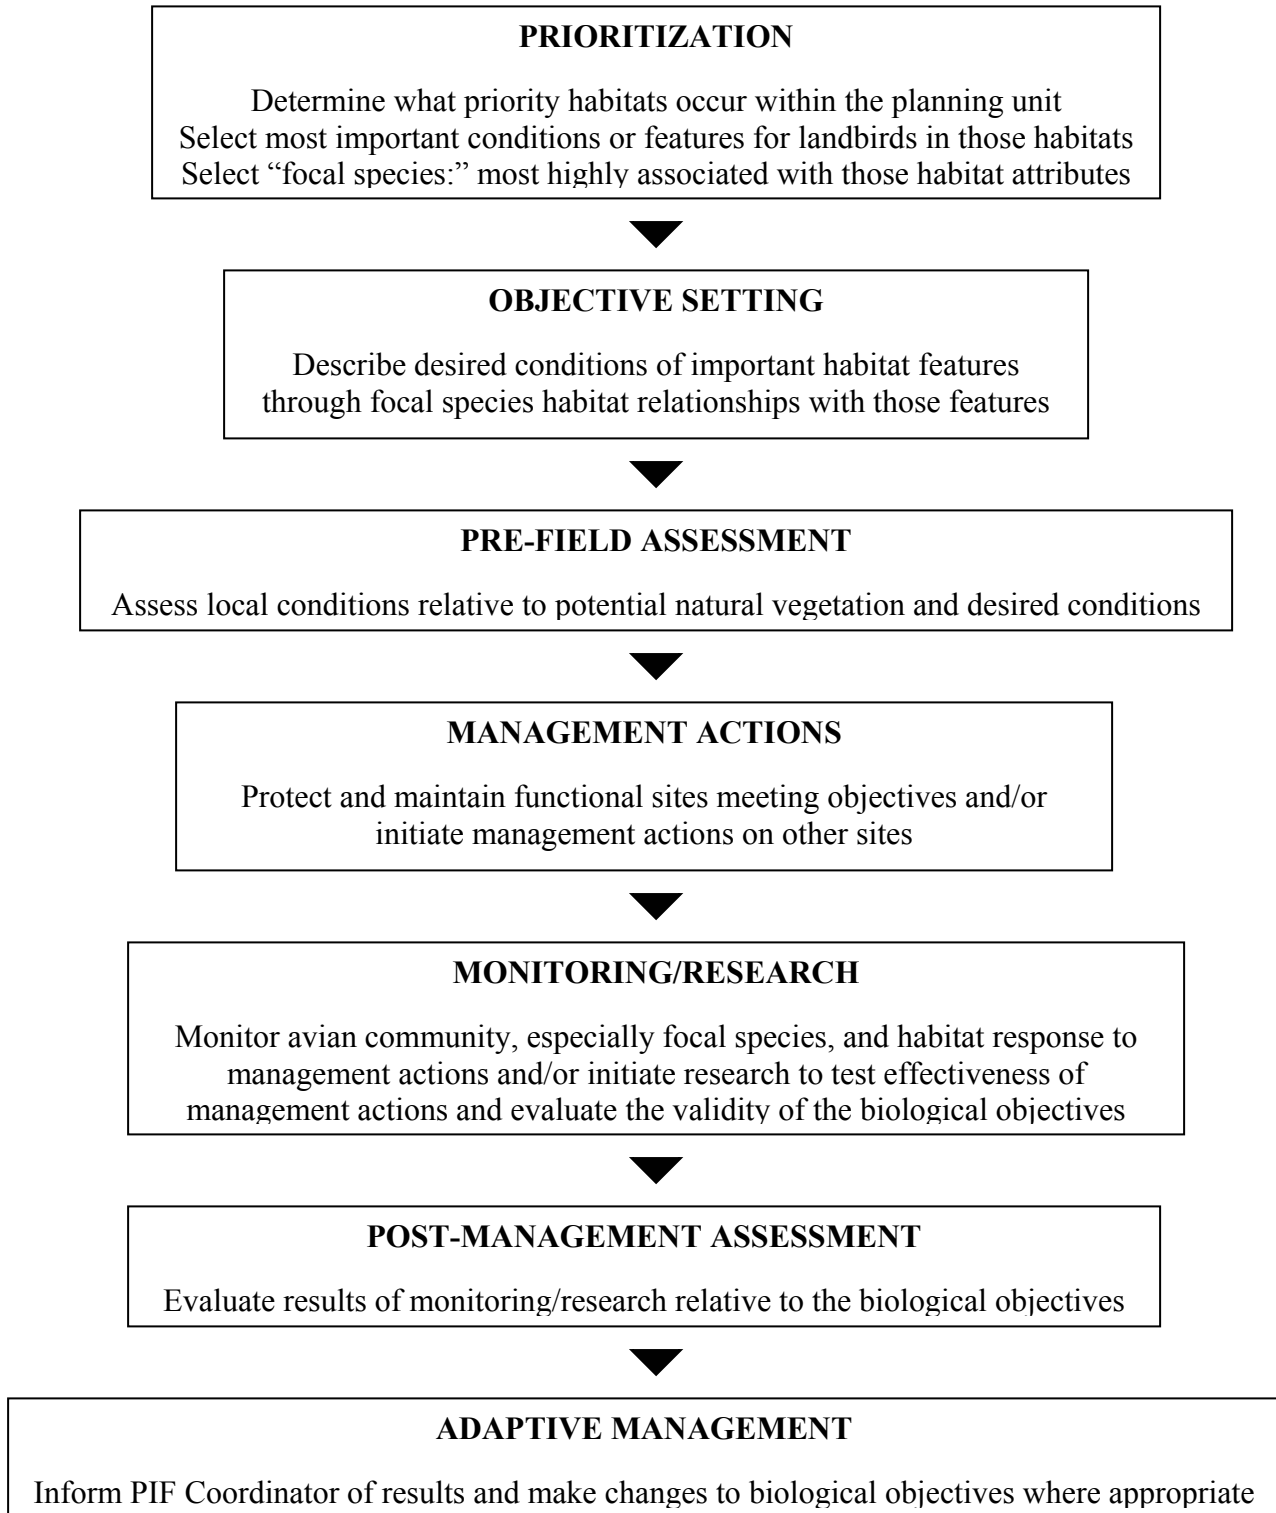 PRIORITIZATION
Determine what priority habitats occur within the planning unit
Select most important conditions or features for landbirds in those habitats
Select “focal species:” most highly associated with those habitat attributes
OBJECTIVE SETTING
Describe desired conditions of important habitat features
through focal species habitat relationships with those features
PRE-FIELD ASSESSMENT
Assess local conditions relative to potential natural vegetation and desired conditions
MANAGEMENT ACTIONS
Protect and maintain functional sites meeting objectives and/or
initiate management actions on other sites
MONITORING/RESEARCH
Monitor avian community, especially focal species, and habitat response to
management actions and/or initiate research to test effectiveness of
management actions and evaluate the validity of the biological objectives
POST-MANAGEMENT ASSESSMENT
Evaluate results of monitoring/research relative to the biological objectives
ADAPTIVE MANAGEMENT
Inform PIF Coordinator of results and make changes to biological objectives where appropriate